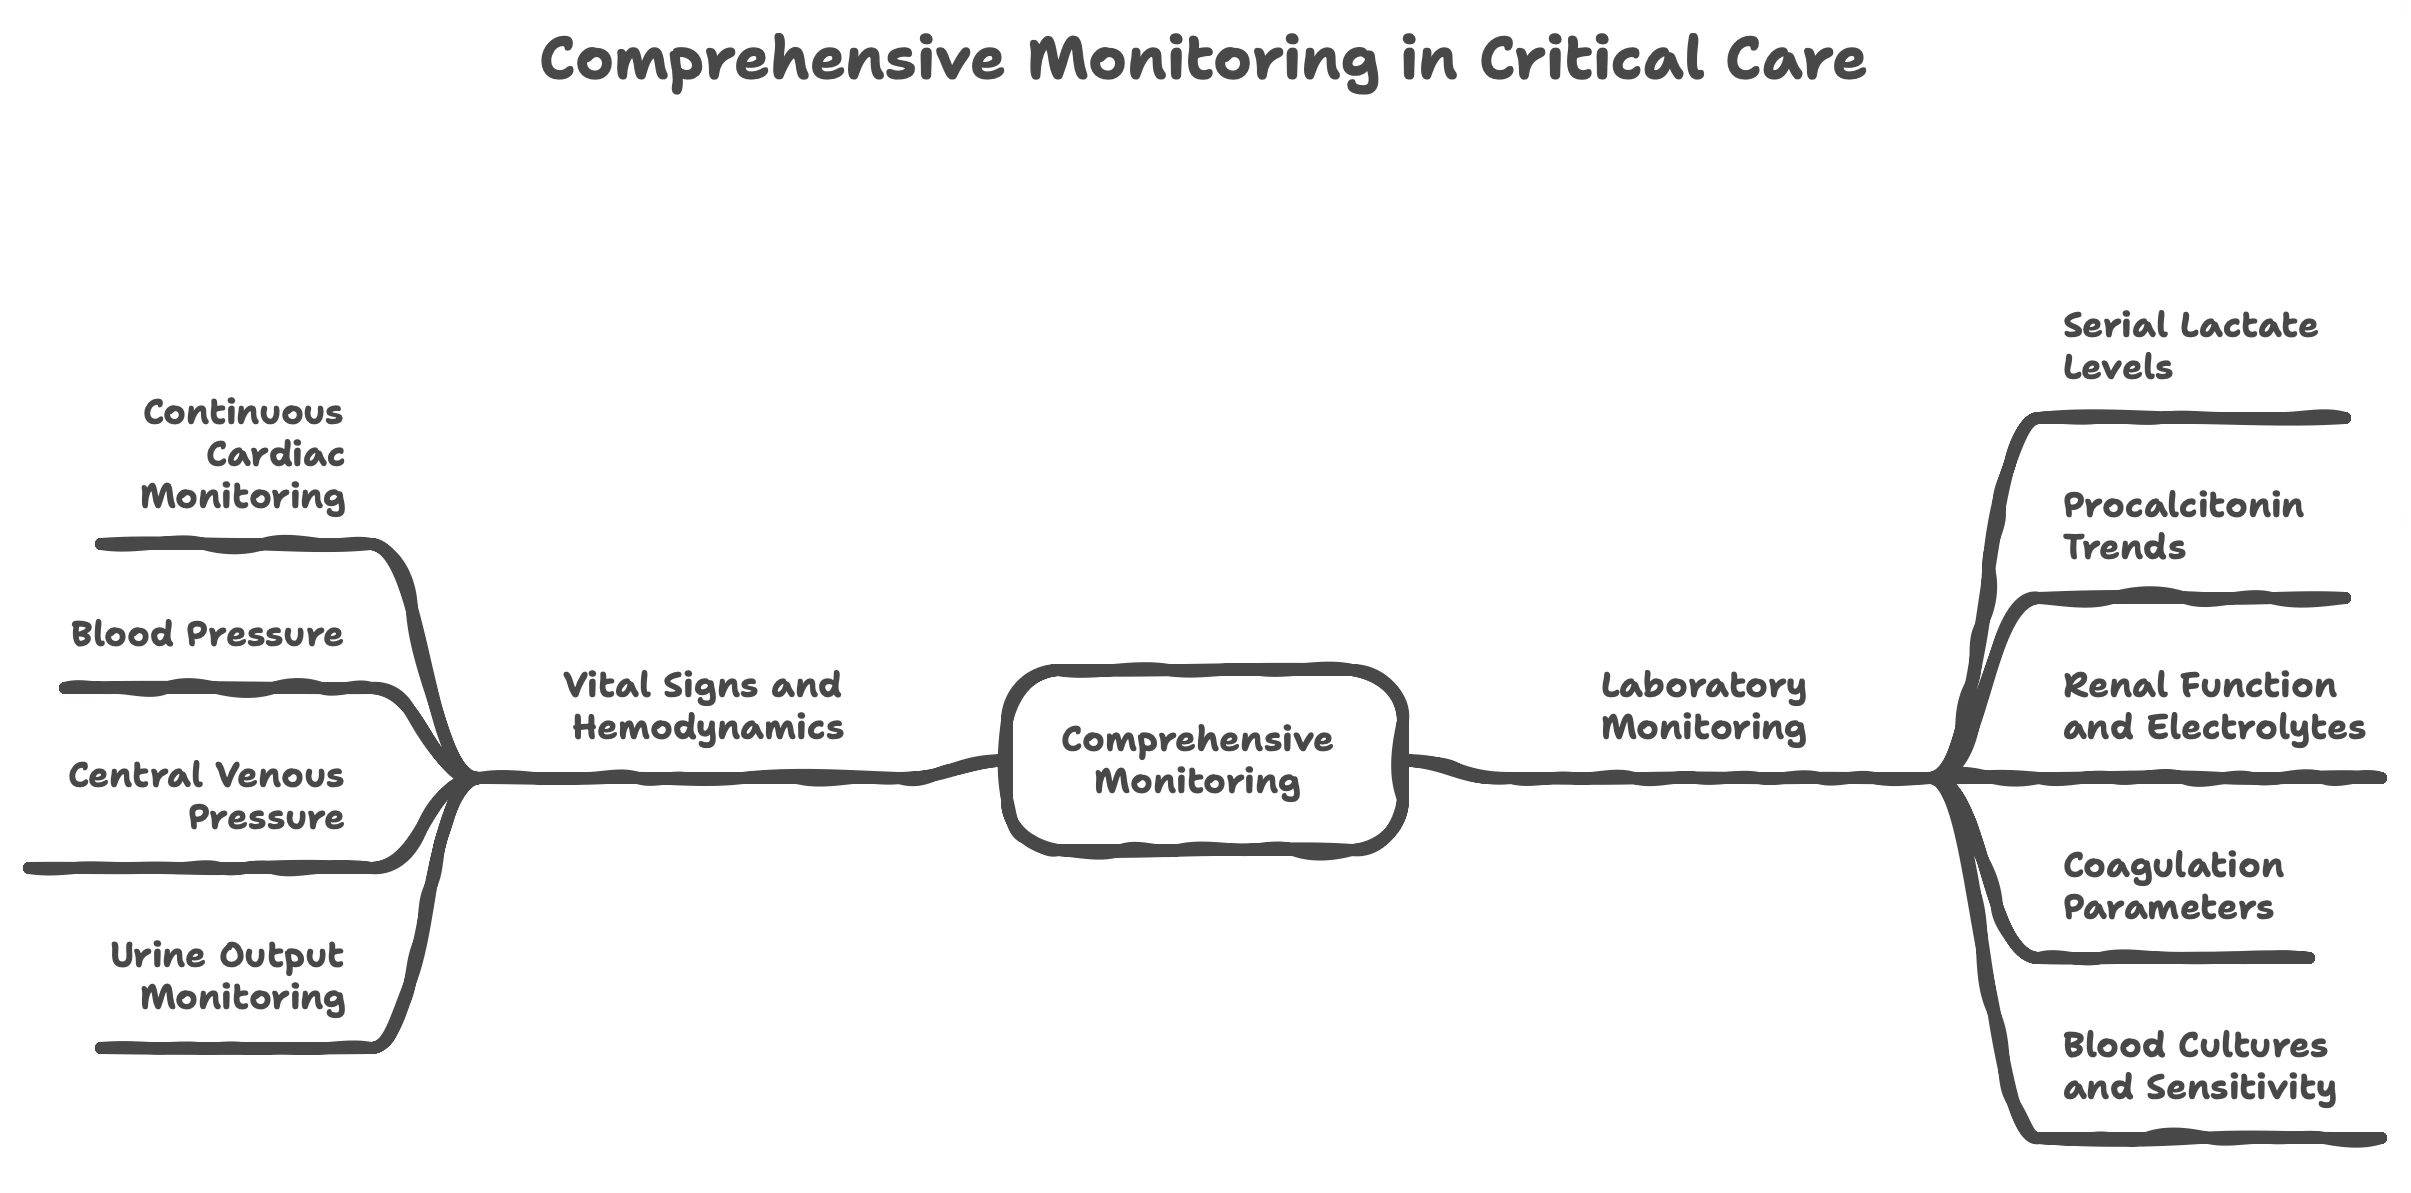 Comprehensive Monitoring in Critical Care
Continuous
Cardiac
Monitoring
Blood Pressure
Central Venous
Pressure
Urine Output
Monitoring
Vital Signs and
Hemodynamics
Comprehensive
Monitoring
Laboratory
Monitoring
Serial Lactate
Levels
Procalcitonin
Trends
Renal Function
and Electrolytes
Coagulation
Parameters
Blood Cultures
and Sensitivity